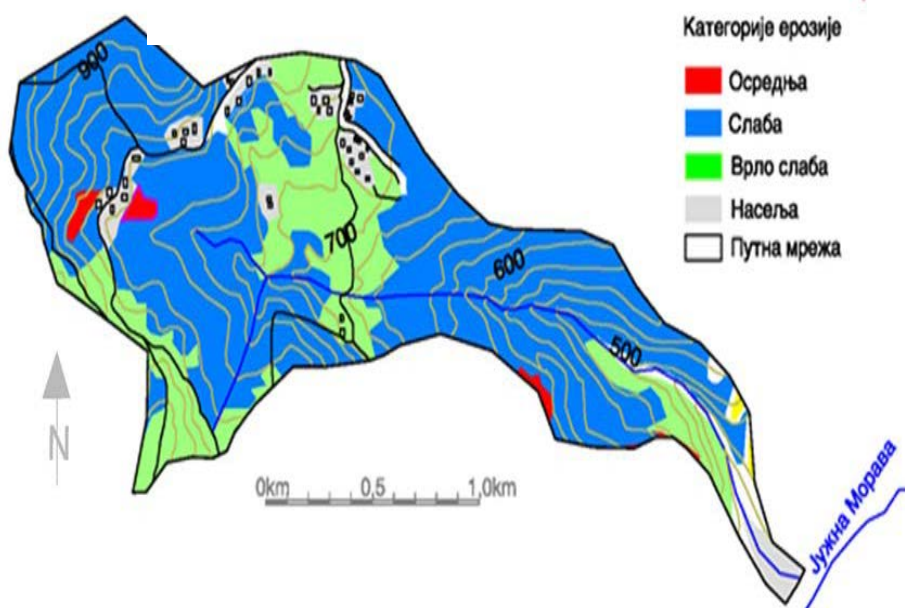 Категорије ерозије
Осредња
Слаба
Врло слаба
Насеља
Путна мрежа
900
700
600
500
N
0km 0,5 1,0km
Јужна Морава